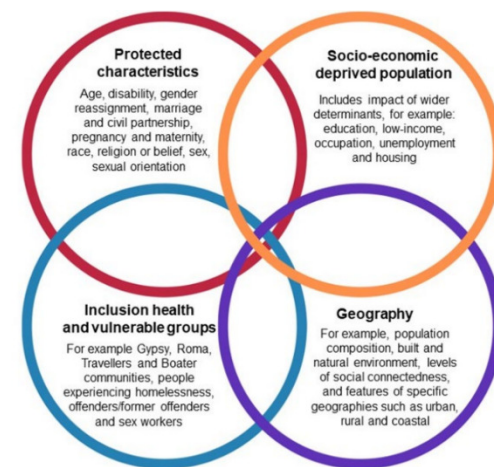 Protected
characteristics
Age, disability, gender
reassignment, marriage
and civil partnership,
pregnancy and maternity,
race, religion or belief, sex,
sexual orientation
Socio-economic
deprived population
Includes impact of wider
determinants, for example:
education, low-income,
occupation, unemployment
and housing
Inclusion health
and vulnerable groups
For example Gypsy, Roma,
Travellers and Boater
communities, people
experiencing homelessness,
offenders/former offenders
and sex workers
Geography
For example, population
composition, built and
natural environment, levels
of social connectedness,
and features of specific
geographies such as urban,
rural and coastal